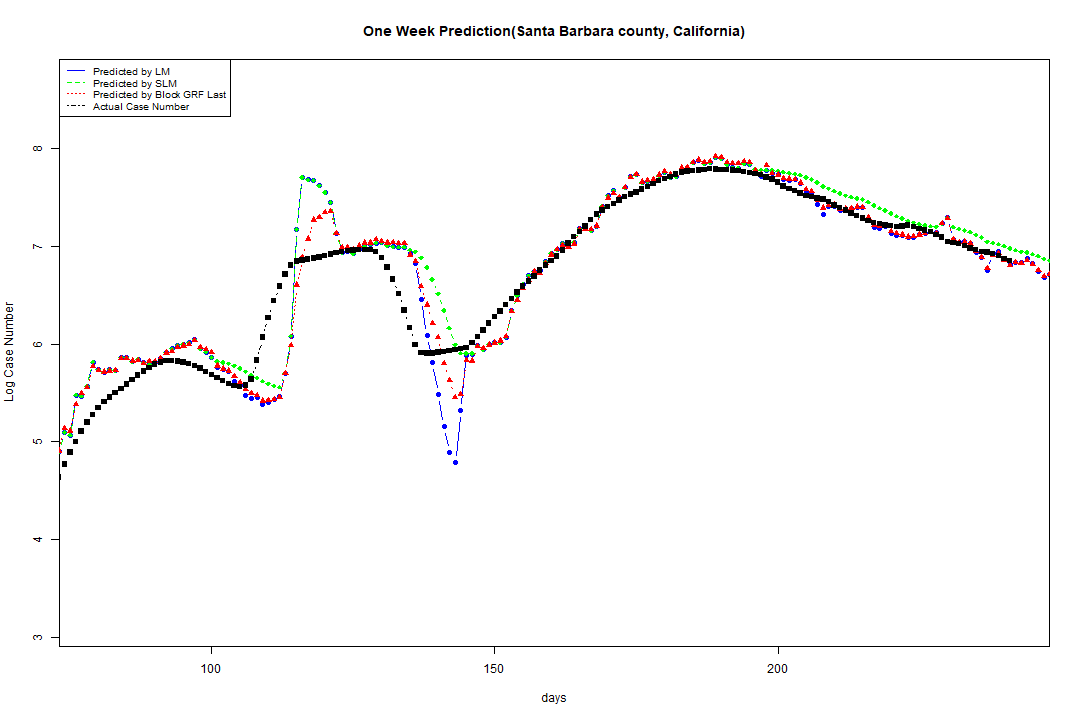 One Week Prediction(Santa Barbara county, California)
Predicted by LM
Predicted by SLM
Predicted by Block GRF Last
Actual Case Number
Log Case Number
8
7
6
5
4
3
100
150
200
days